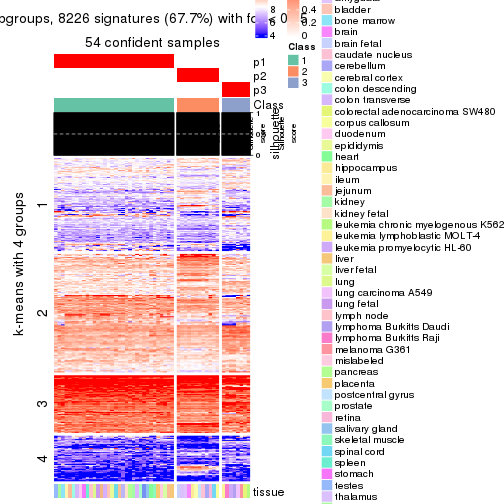 ogroups, 8226 signatures (67.7%) with
54 confident samples
p1
p2
p3
Class
1
0.5
0
silhouette
score
k-means with 4 groups
1
2
3
4
tissue
8
6
4
0.4
0.2
0
Class
1
2
3
bladder
bone marrow
brain
brain fetal
caudate nucleus
cerebellum
cerebral cortex
colon descending
colon transverse
colorectal adenocarcinoma SW480
corpus callosum
duodenum
epididymis
heart
hippocampus
ileum
jejunum
kidney
kidney fetal
leukemia chronic myelogenous K562
leukemia lymphoblastic MOLT-4
leukemia promyelocytic HL-60
liver
liver fetal
lung
lung carcinoma A549
lung fetal
lymph node
lymphoma Burkitts Daudi
lymphoma Burkitts Raji
melanoma G361
mislabeled
pancreas
placenta
postcentral gyrus
prostate
retina
salivary gland
skeletal muscle
spinal cord
spleen
stomach
testes
thalamus